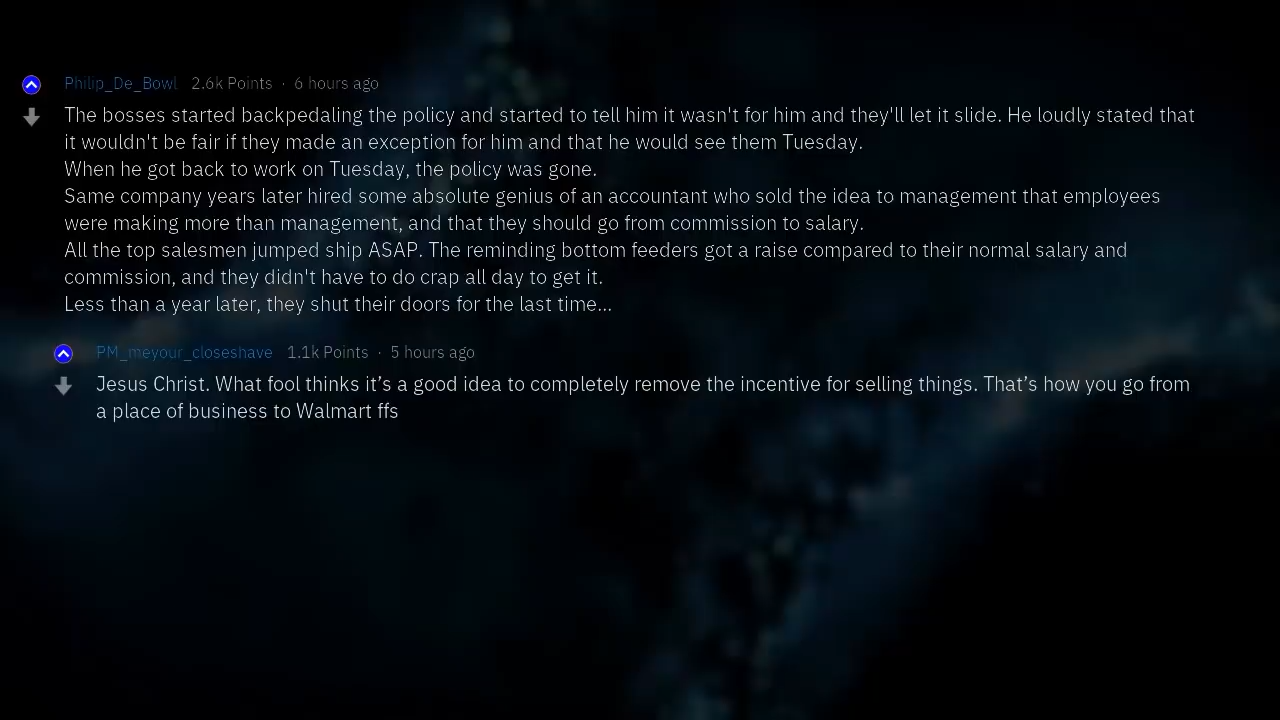 Philip_De_Bowl 2.6k Points · 6 hours ago
The bosses started backpedaling the policy and started to tell him it wasn't for him and they'll let it slide. He loudly stated that
it wouldn't be fair if they made an exception for him and that he would see them Tuesday.
When he got back to work on Tuesday, the policy was gone.
Same company years later hired some absolute genius of an accountant who sold the idea to management that employees
were making more than management, and that they should go from commission to salary.
All the top salesmen jumped ship ASAP. The reminding bottom feeders got a raise compared to their normal salary and
commission, and they didn't have to do crap all day to get it.
Less than a year later, they shut their doors for the last time...
PM_meyour_closeshave 1.1k Points · 5 hours ago
Jesus Christ. What fool thinks it’s a good idea to completely remove the incentive for selling things. That’s how you go from
a place of business to Walmart ffs